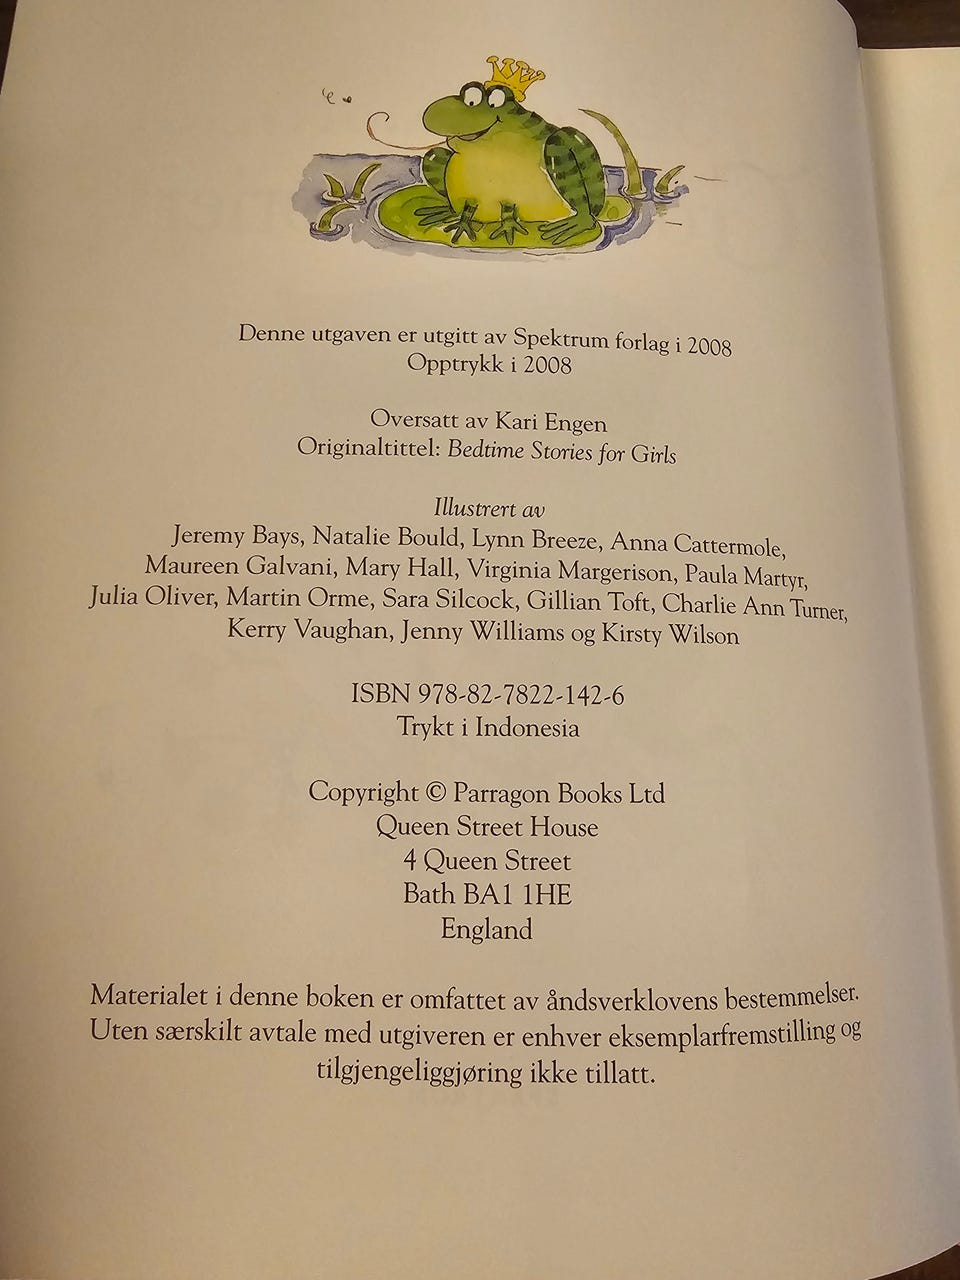 Denne utgaven er utgitt av Spektrum forlag i 2008
Opptrykk i 2008
Oversatt av Kari Engen
Originaltittel: Bedtime Stories for Girls
Illustrert av
Jeremy Bays, Natalie Bould, Lynn Breeze, Anna Cattermole,
Maureen Galvani, Mary Hall, Virginia Margerison, Paula Martyr,
Julia Oliver, Martin Orme, Sara Silcock, Gillian Toft, Charlie Ann Turner,
Kerry Vaughan, Jenny Williams og Kirsty Wilson
ISBN 978-82-7822-142-6
Trykt i Indonesia
Copyright © Parragon Books Ltd
Queen Street House
4 Queen Street
Bath BA1 1HE
England
Materialet i denne boken er omfattet av åndsverklovens bestemmelser.
Uten særskilt avtale med utgiveren er enhver eksemplarfremstilling og
tilgjengeliggjøring ikke tillatt.